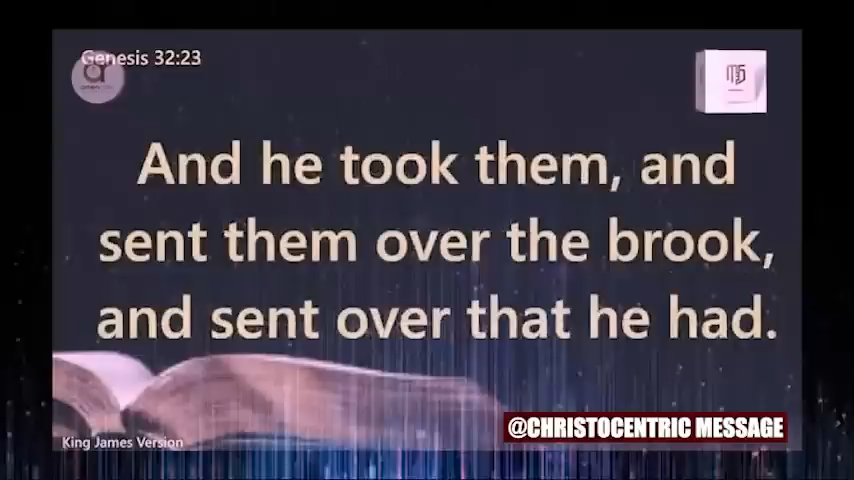 Genesis 32:23
And he took them, and
sent them over the brook,
and sent over that he had.
@CHRISTOCENTRIC MESSAGE
King James Version